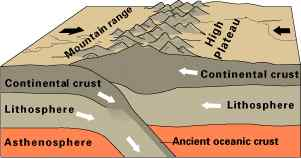 Mountain range
High
Plateau
Continental crust
Continental crust
Lithosphere
Lithosphere
Asthenosphere
Ancient oceanic crust